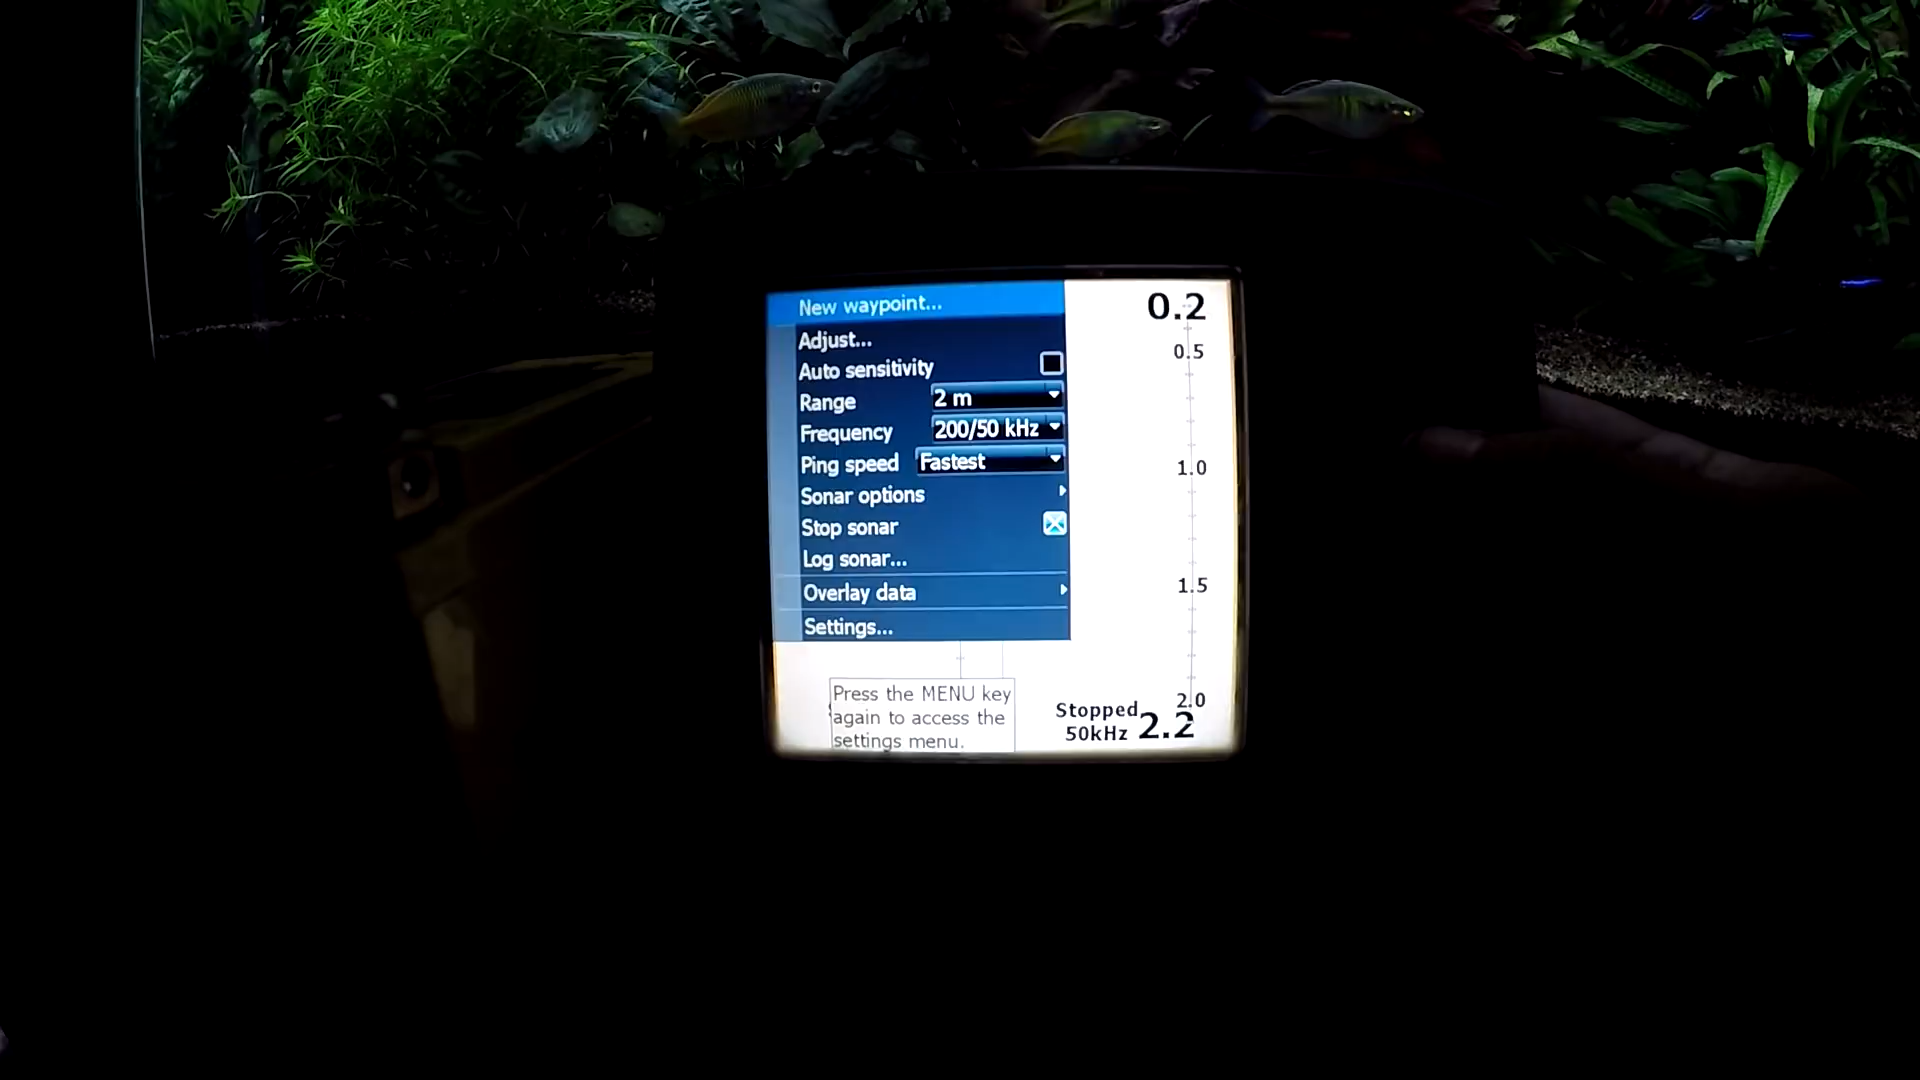 New waypoint...
Adjust...
Auto sensitivity
Range 2 m
Frequency 200/50 kHz
Ping speed Fastest
Sonar options
Stop sonar
Log sonar...
Overlay data
Settings...
Press the MENU key
again to access the
settings menu.
0.2
0.5
1.0
1.5
2.0
Stopped
50kHz 2.2